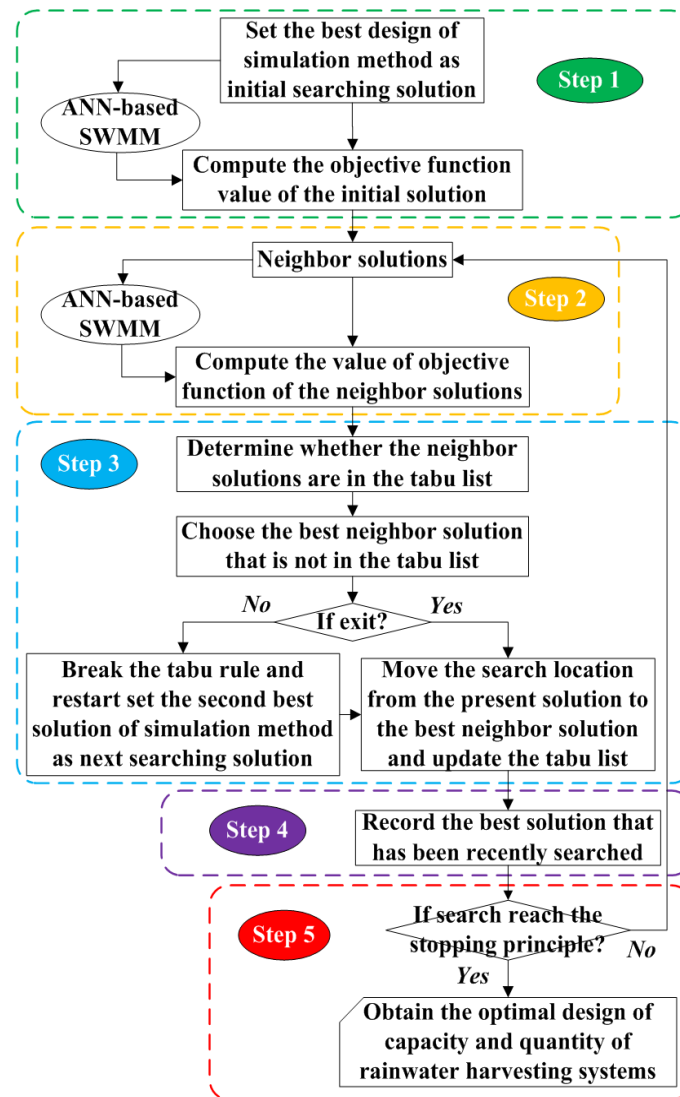 Set the best design of
simulation method as
initial searching solution
Step 1
ANN-based
SWMM
Compute the objective function
value of the initial solution
Neighbor solutions
Step 2
ANN-based
SWMM
Compute the value of objective
function of the neighbor solutions
Step 3
Determine whether the neighbor
solutions are in the tabu list
Choose the best neighbor solution
that is not in the tabu list
No
Yes
If exit?
Break the tabu rule and
restart set the second best
solution of simulation method
as next searching solution
Move the search location
from the present solution to
the best neighbor solution
and update the tabu list
Step 4
Record the best solution that
has been recently searched
Step 5
If search reach the
stopping principle?
No
Yes
Obtain the optimal design of
capacity and quantity of
rainwater harvesting systems